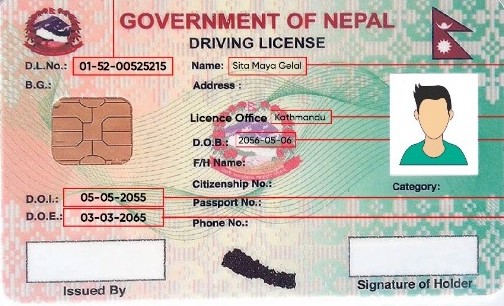 GOVERNMENT OF NEPAL
DRIVING LICENSE
D.L.No.: 01-52-00525215
Name: Sita Maya Gelal
B.G.:
Address :
Licence Office Kathmandu
D.O.B.: 2056-05-06
F/H Name:
Citizenship No.:
Category:
D.O.I.: 05-05-2055
Passport No.:
D.O.E.: 03-03-2065
Phone No.:
Issued By
Signature of Holder